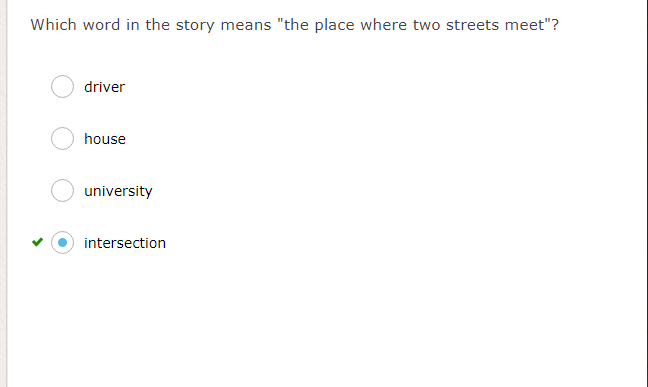 Which word in the story means "the place where two streets meet"?
driver
house
university
intersection